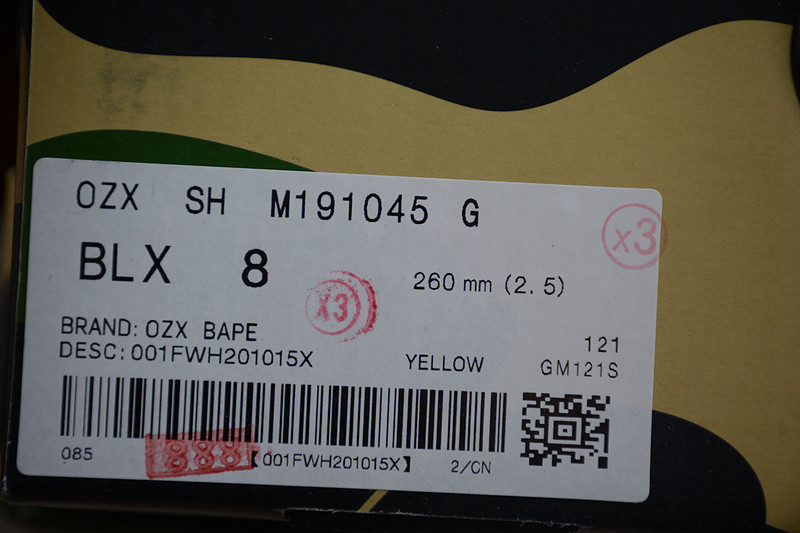 OZX SH M191045 G
x3
BLX 8 260 mm (2.5)
X3
BRAND: OZX BAPE 121
DESC: 001FWH201015X YELLOW GM121S
085 888 【001FWH201015X】 2/CN